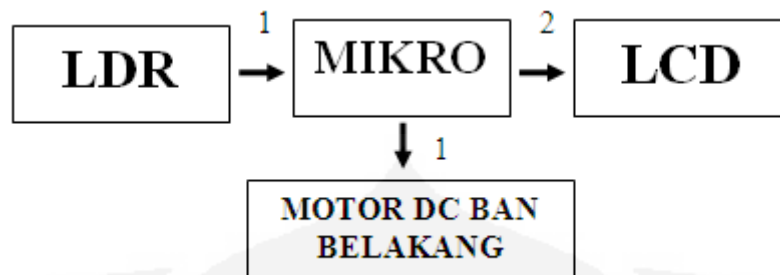 1
2
LDR
MIKRO
LCD
1
MOTOR DC BAN
BELAKANG